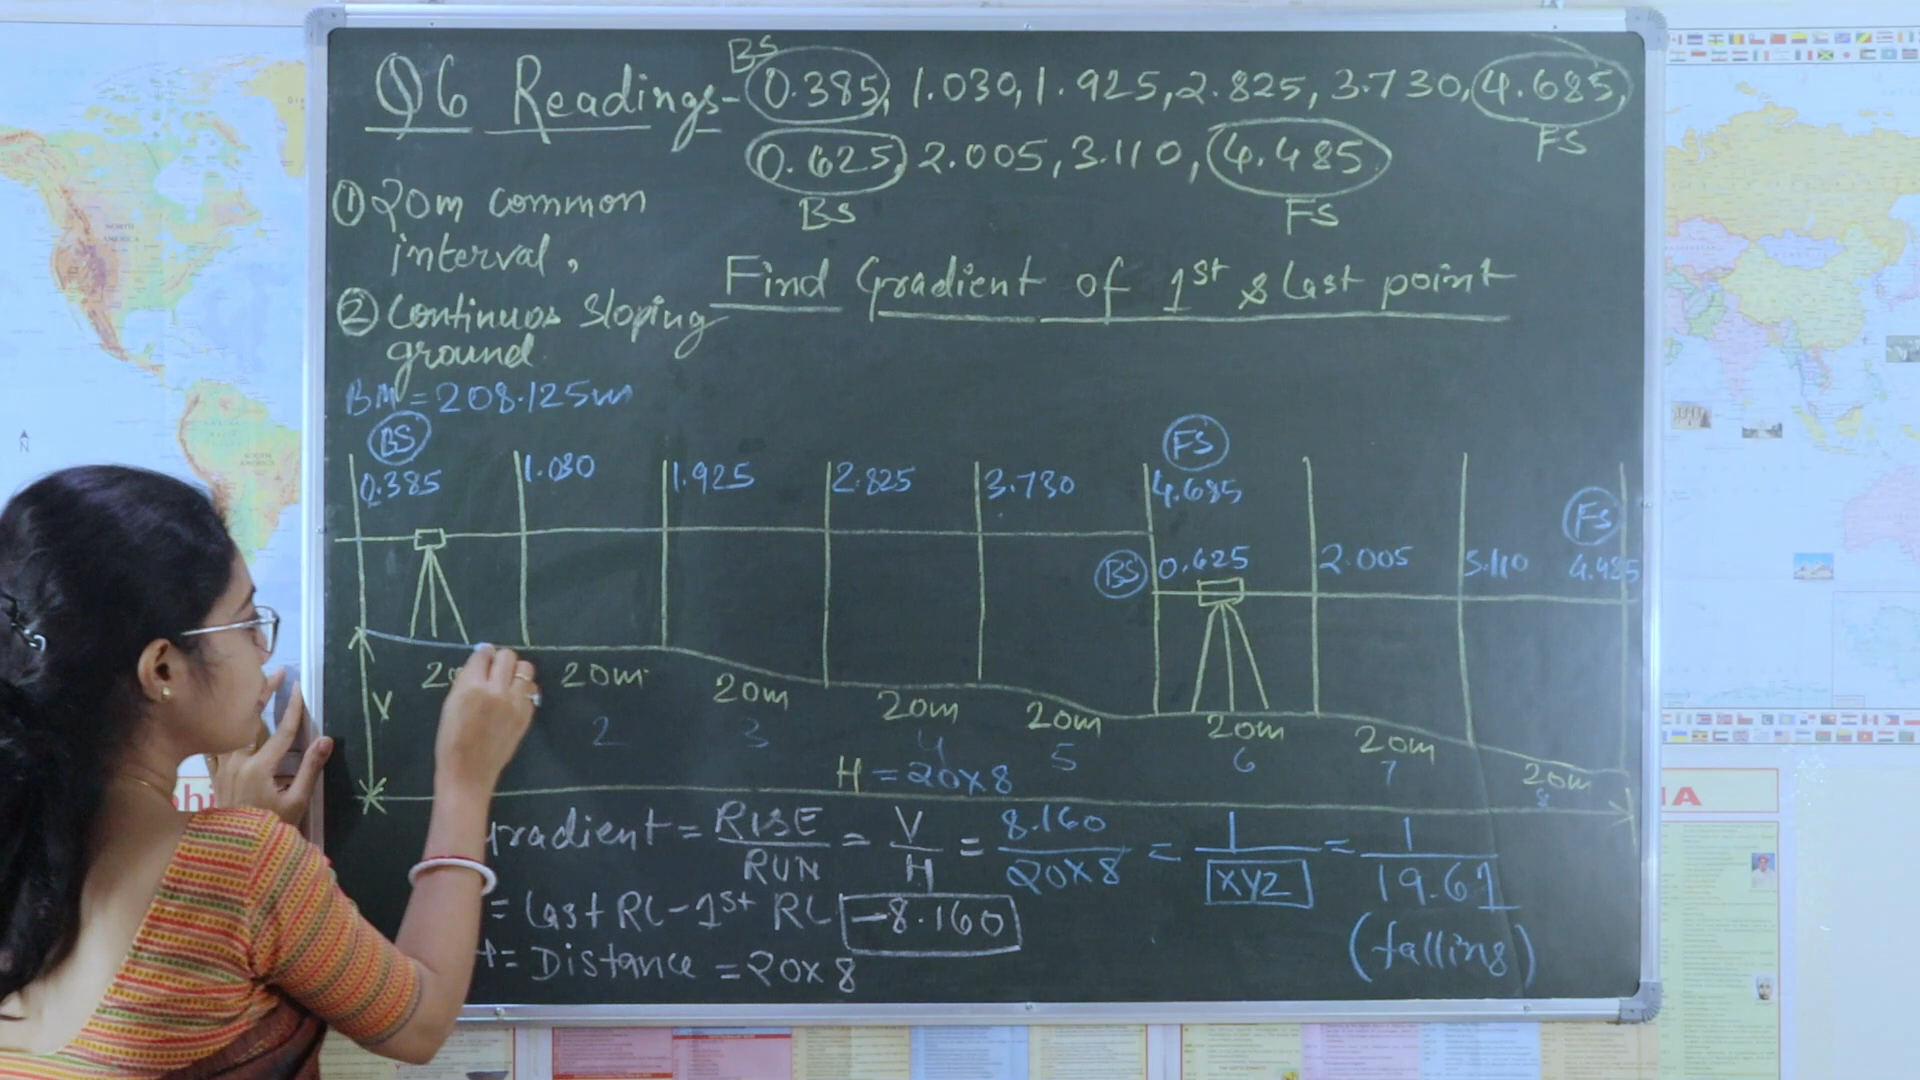 BS
Q6 Readings- 0.385, 1.030, 1.925, 2.825, 3.730, 4.685,
FS
0.625, 2.005, 3.110, 4.485
BS FS
① 20m common
interval,
Find Gradient of 1st & Last point
② Continuos Sloping
ground
BM = 208.125m
BS FS
0.385 1.030 1.925 2.825 3.730 4.685
FS
BS 0.625 2.005 3.110 4.485
20m 20m 20m 20m 20m 20m 20m
V
2 3 4 5 6 7 8
H = 20x8
Gradient = RISE/RUN = V/H = 8.160/20x8 = 1/XYZ = 1/19.61
= Last RL - 1st RL -8.160
(falling)
= Distance = 20x8
NORTH
AMERICA
SOUTH
AMERICA
N
A